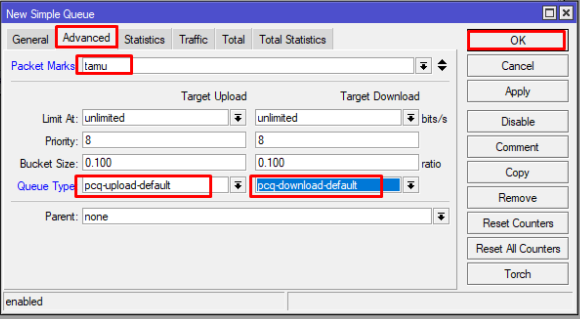 New Simple Queue
General Advanced Statistics Traffic Total Total Statistics
Packet Marks: tamu
Target Upload Target Download
Limit At: unlimited unlimited bits/s
Priority: 8 8
Bucket Size: 0.100 0.100 ratio
Queue Type: pcq-upload-default pcq-download-default
Parent: none
OK
Cancel
Apply
Disable
Comment
Copy
Remove
Reset Counters
Reset All Counters
Torch
enabled